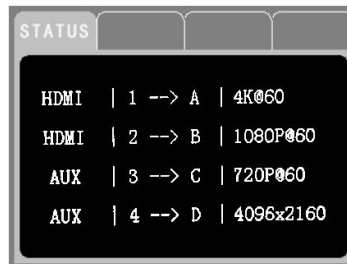 STATUS
HDMI | 1 --> A | 4K@60
HDMI | 2 --> B | 1080P@60
AUX | 3 --> C | 720P@60
AUX | 4 --> D | 4096x2160